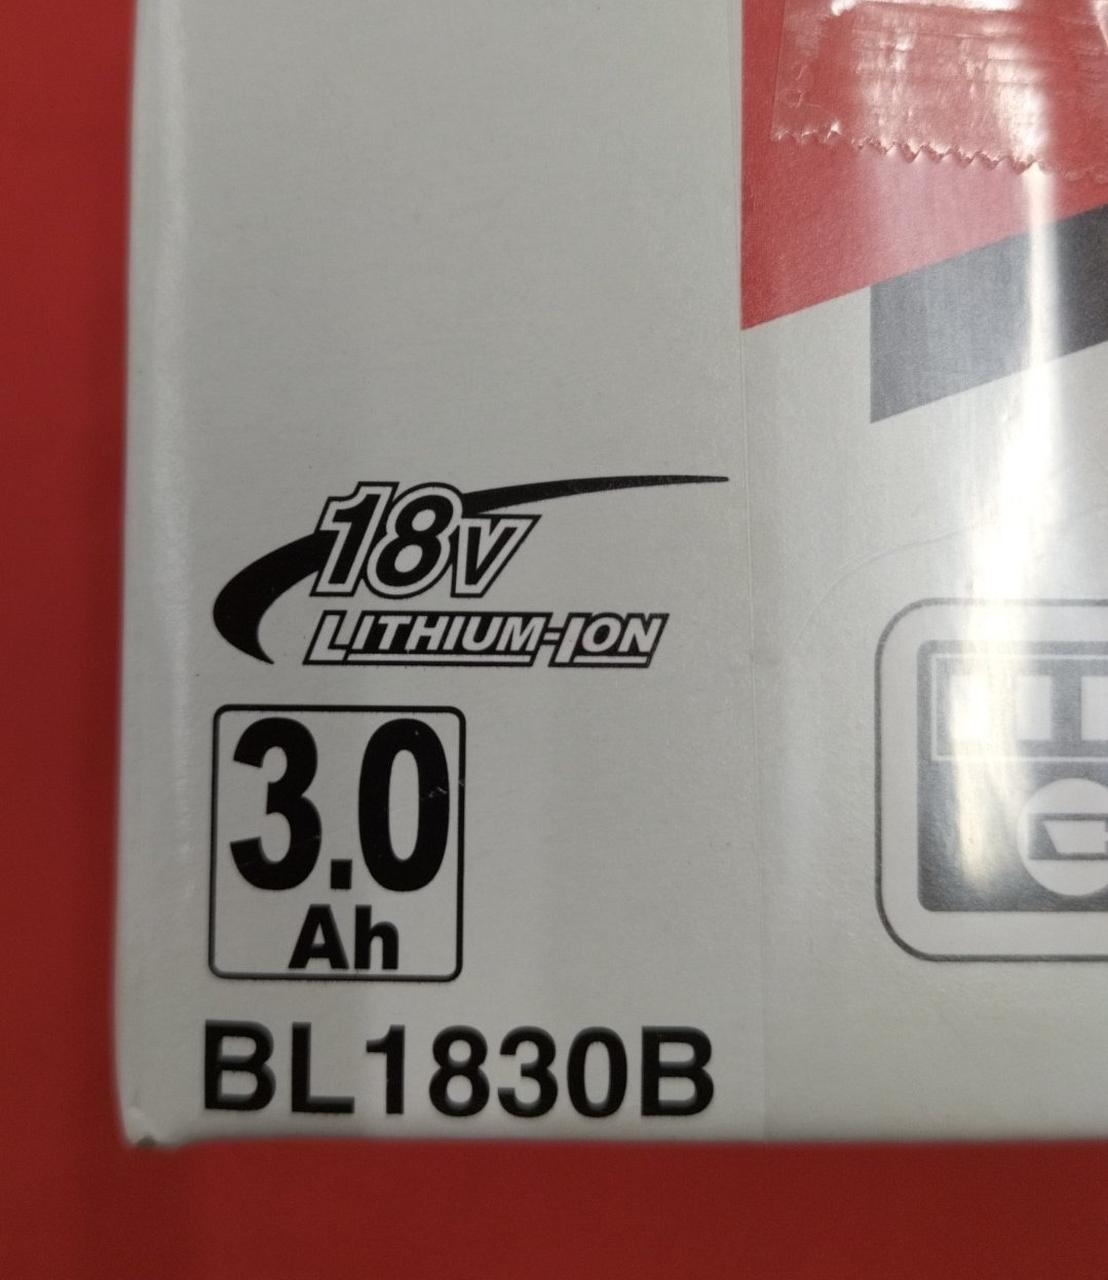 18V
LITHIUM-ION
3.0
Ah
BL1830B